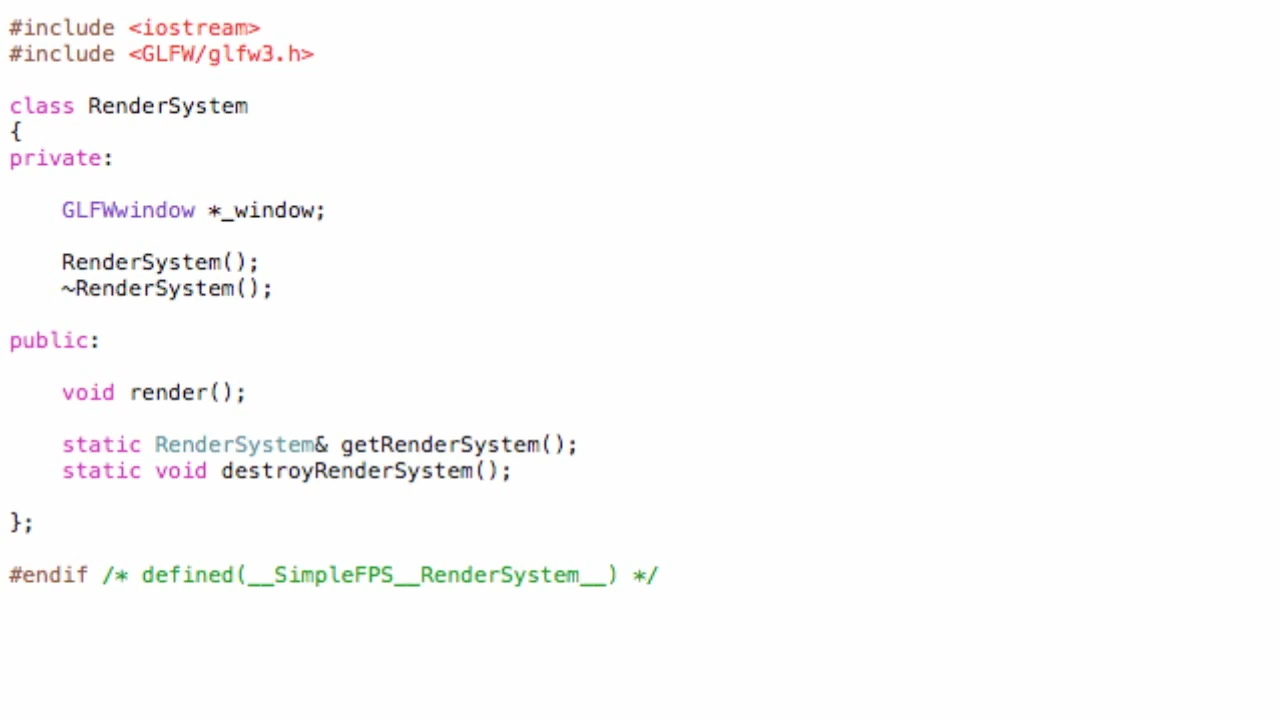 #include <iostream>
#include <GLFW/glfw3.h>
class RenderSystem
{
private:
GLFWwindow *_window;
RenderSystem();
~RenderSystem();
public:
void render();
static RenderSystem& getRenderSystem();
static void destroyRenderSystem();
};
#endif /* defined(__SimpleFPS__RenderSystem__) */